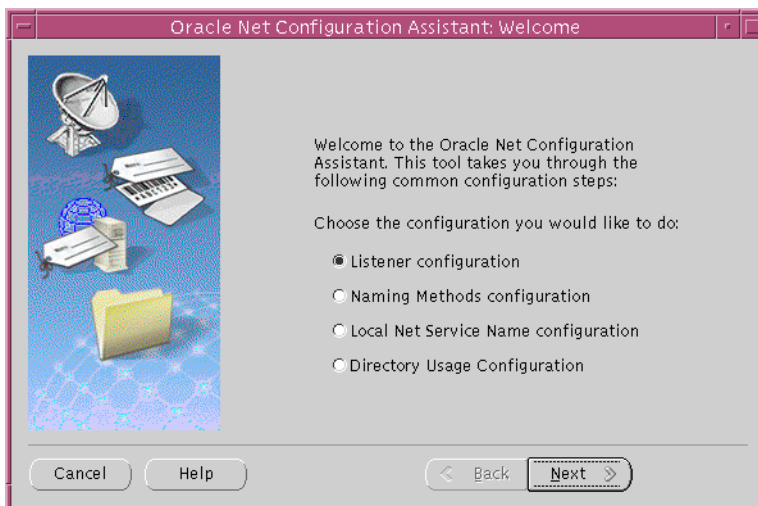 Oracle Net Configuration Assistant: Welcome
Welcome to the Oracle Net Configuration
Assistant. This tool takes you through the
following common configuration steps:
Choose the configuration you would like to do:
Listener configuration
Naming Methods configuration
Local Net Service Name configuration
Directory Usage Configuration
Cancel
Help
Back
Next